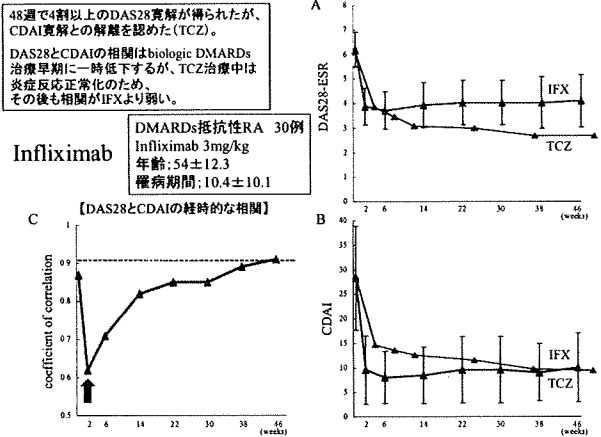 48週で4割以上のDAS28寛解が得られたが、
CDAI寛解との解離を認めた(TCZ)。
DAS28とCDAIの相関はbiologic DMARDs
治療早期に一時低下するが、TCZ治療中は
炎症反応正常化のため、
その後も相関がIFXより弱い。
Infliximab
DMARDs抵抗性RA 30例
Infliximab 3mg/kg
年齢;54±12.3
罹病期間;10.4±10.1
A
DAS28-ESR
7
6
5
4
3
2
1
0
IFX
TCZ
2 6 14 22 30 38 46
(weeks)
C
【DAS28とCDAIの経時的な相関】
coefficient of correlation
1
0.9
0.8
0.7
0.6
0.5
2 6 14 22 30 38 46
(weeks)
B
CDAI
40
35
30
25
20
15
10
5
0
IFX
TCZ
2 6 14 22 30 38 46
(weeks)